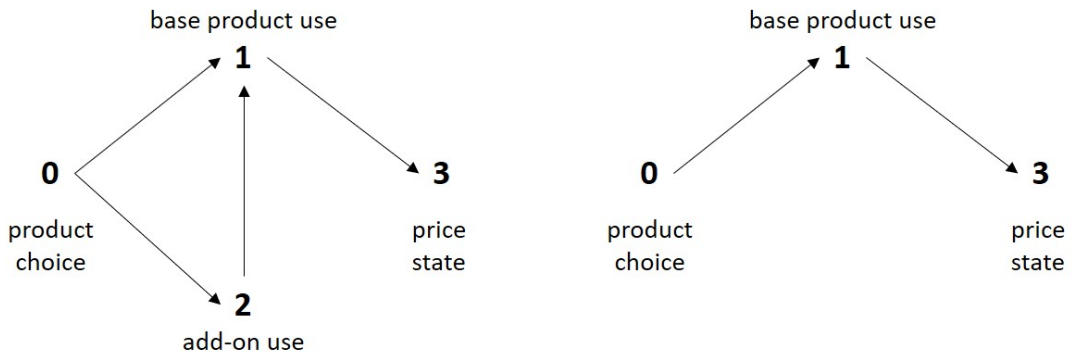 base product use
1
0
3
product
choice
price
state
2
add-on use
base product use
1
0
3
product
choice
price
state